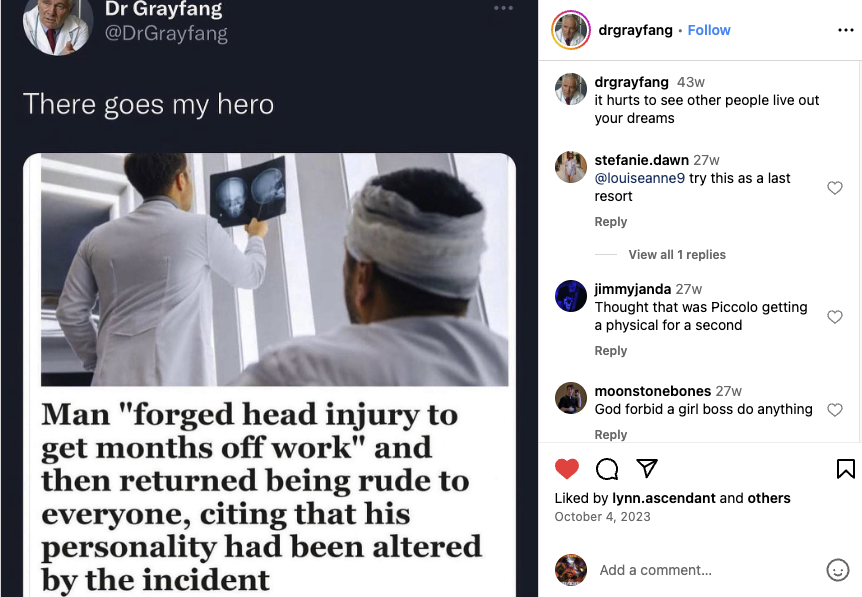 Dr Grayfang
@DrGrayfang
There goes my hero
Man "forged head injury to
get months off work" and
then returned being rude to
everyone, citing that his
personality had been altered
by the incident
drgrayfang • Follow
drgrayfang 43w
it hurts to see other people live out
your dreams
stefanie.dawn 27w
@louiseanne9 try this as a last
resort
Reply
View all 1 replies
jimmyjanda 27w
Thought that was Piccolo getting
a physical for a second
Reply
moonstonebones 27w
God forbid a girl boss do anything
Reply
Liked by lynn.ascendant and others
October 4, 2023
Add a comment...